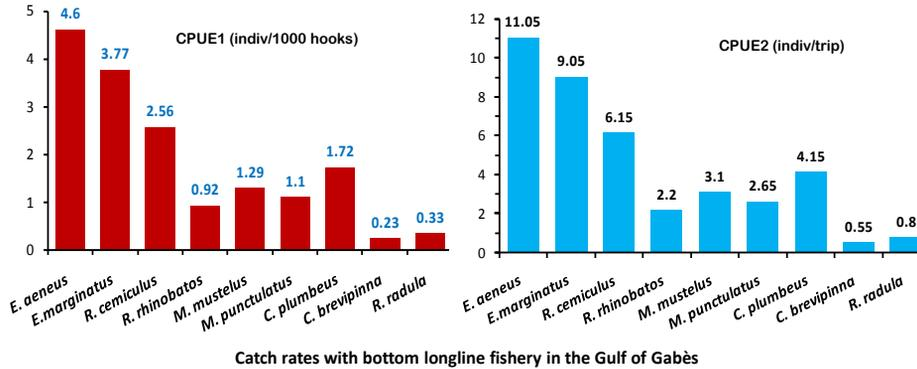 CPUE1 (indiv/1000 hooks)
5
4
3
2
1
0
4.6
3.77
2.56
0.92
1.29
1.1
1.72
0.23
0.33
E. aeneus
E.marginatus
R. cemiculus
R. rhinobatos
M. mustelus
M. punctulatus
C. plumbeus
C. brevipinna
R. radula
CPUE2 (indiv/trip)
12
10
8
6
4
2
0
11.05
9.05
6.15
2.2
3.1
2.65
4.15
0.55
0.8
E. aeneus
E.marginatus
R. cemiculus
R. rhinobatos
M. mustelus
M. punctulatus
C. plumbeus
C. brevipinna
R. radula
Catch rates with bottom longline fishery in the Gulf of Gabès